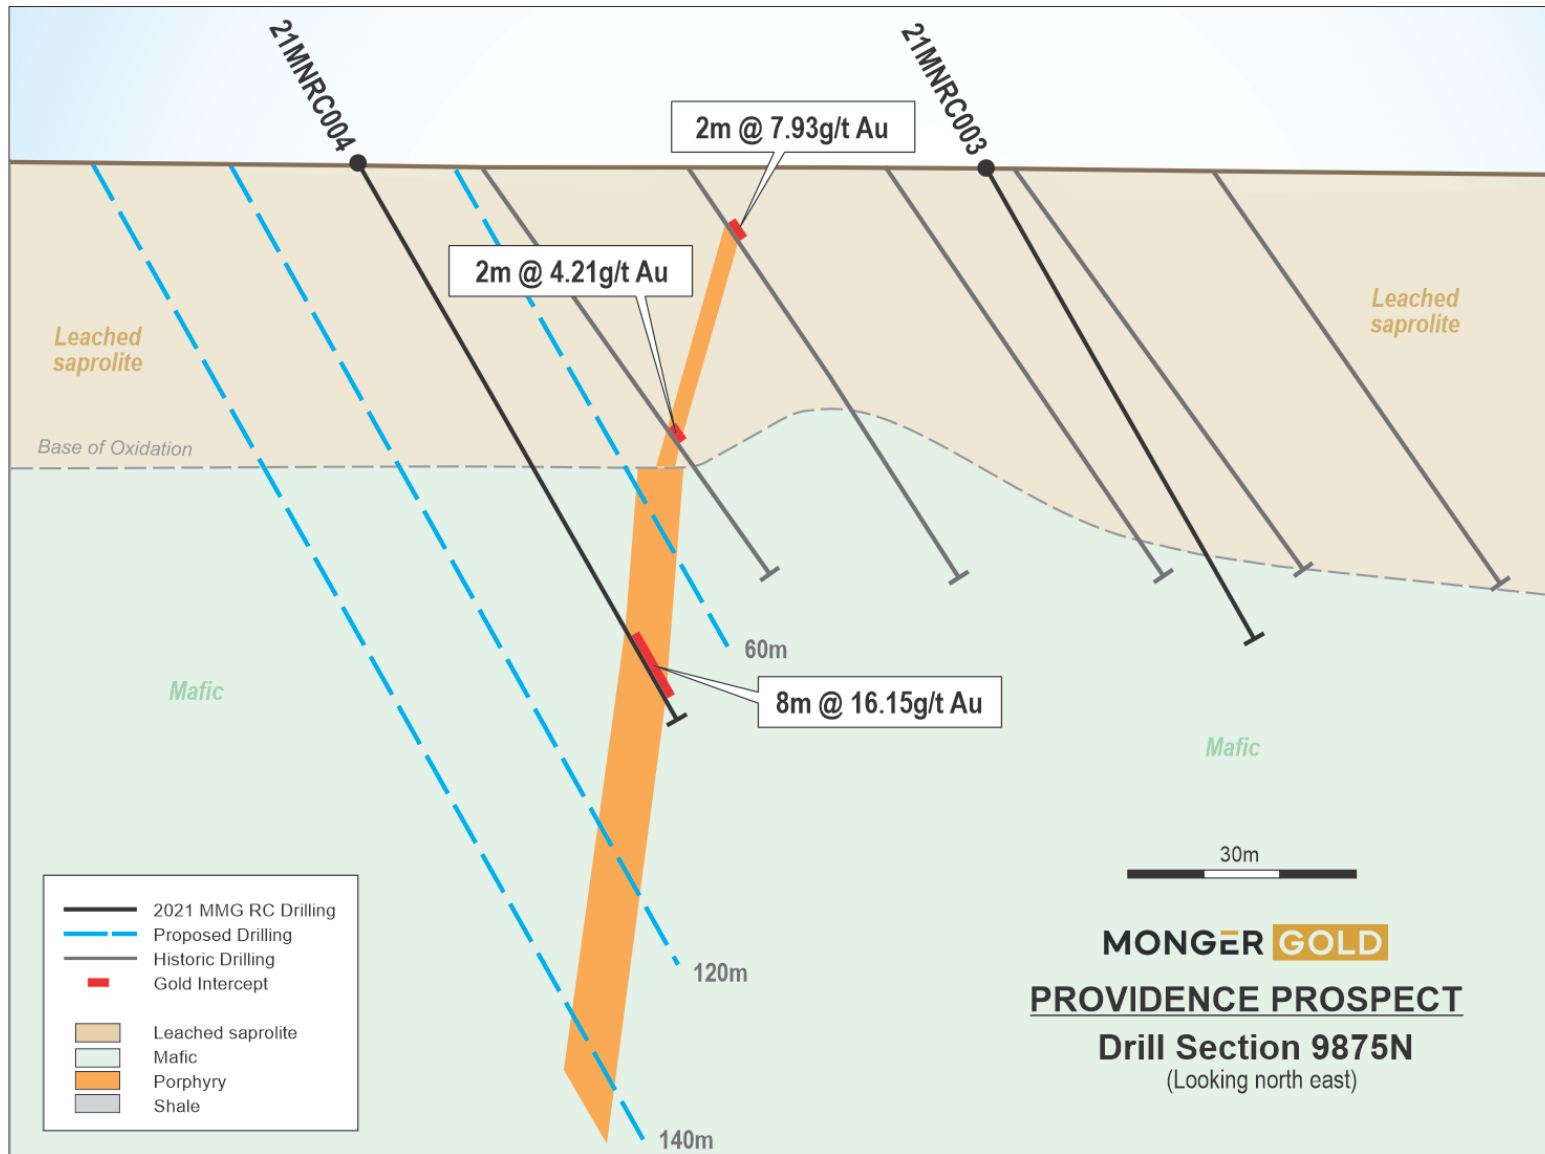 21MNRC004
21MNRC003
2m @ 7.93g/t Au
2m @ 4.21g/t Au
Leached
saprolite
Leached
saprolite
Base of Oxidation
60m
8m @ 16.15g/t Au
Mafic
Mafic
30m
120m
140m
2021 MMG RC Drilling
Proposed Drilling
Historic Drilling
Gold Intercept
Leached saprolite
Mafic
Porphyry
Shale
MONGER GOLD
PROVIDENCE PROSPECT
Drill Section 9875N
(Looking north east)